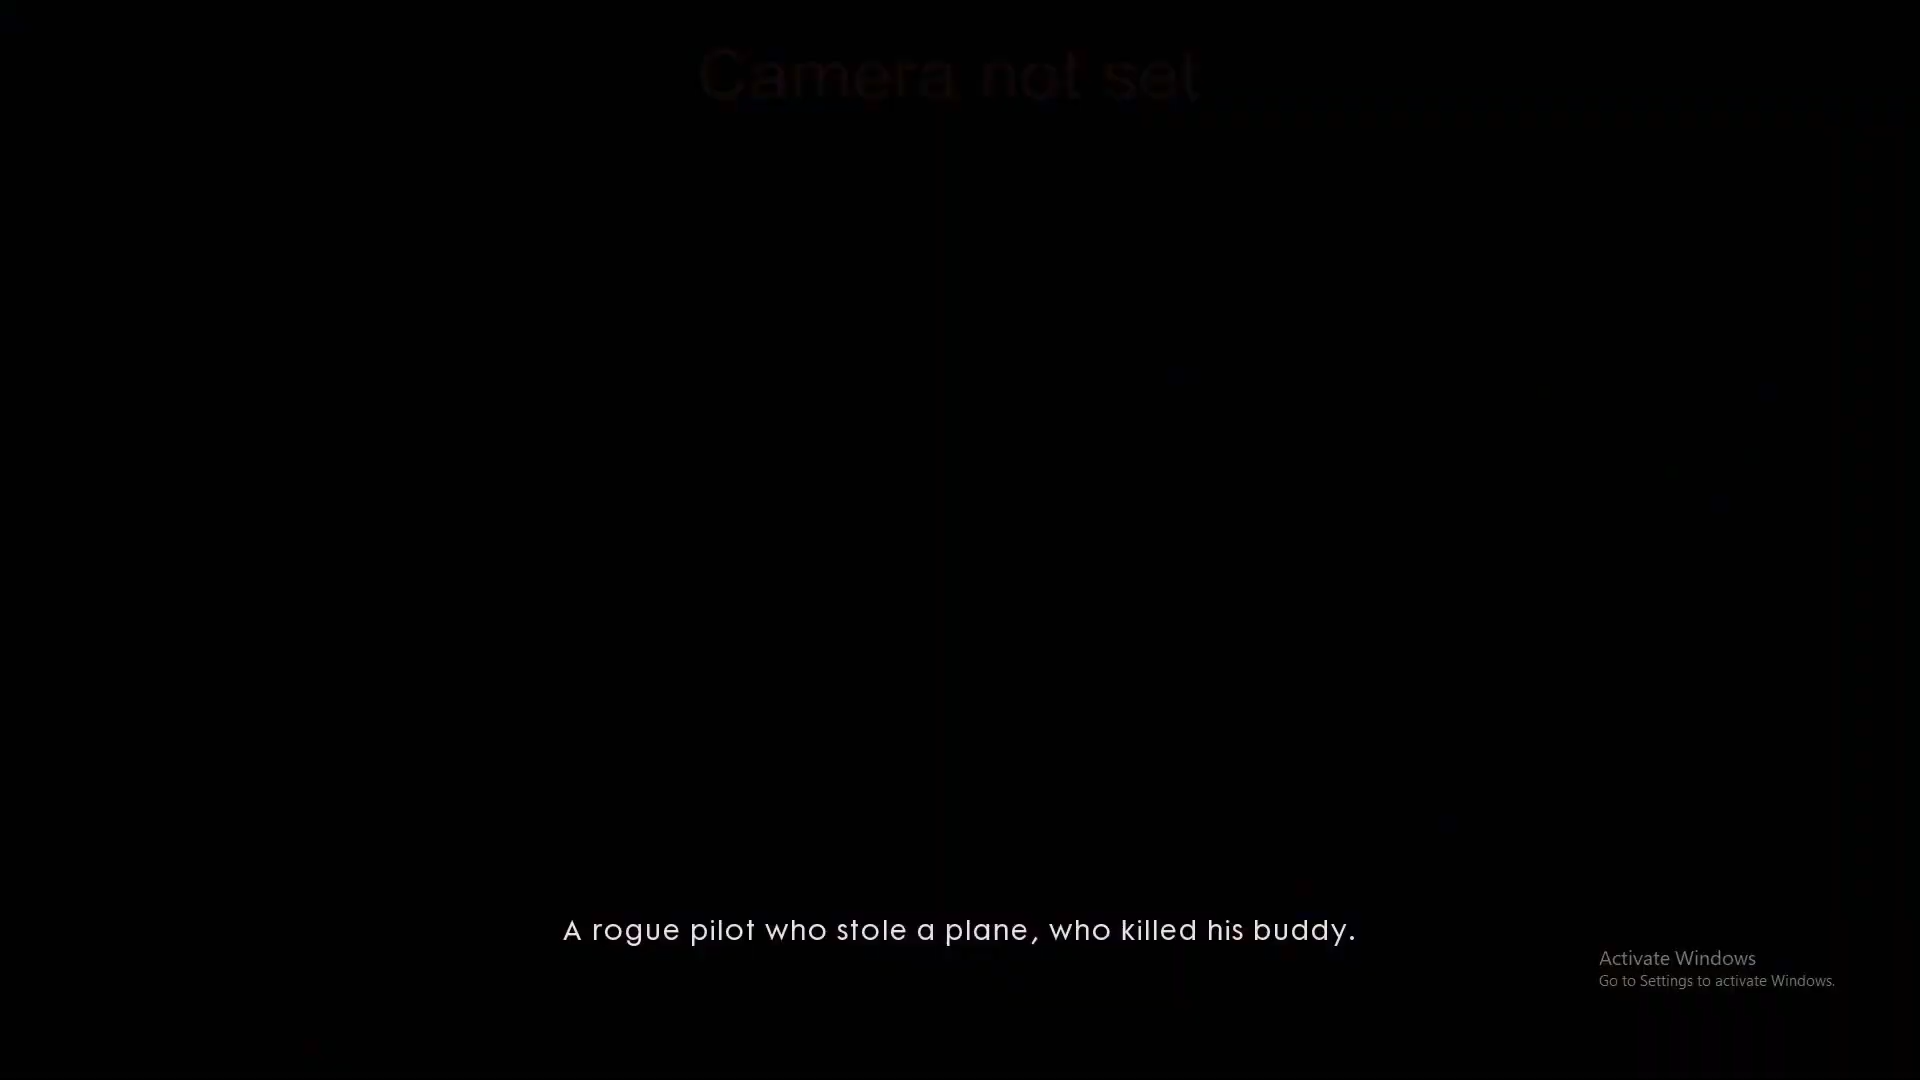 Camera not set
A rogue pilot who stole a plane, who killed his buddy.
Activate Windows
Go to Settings to activate Windows.